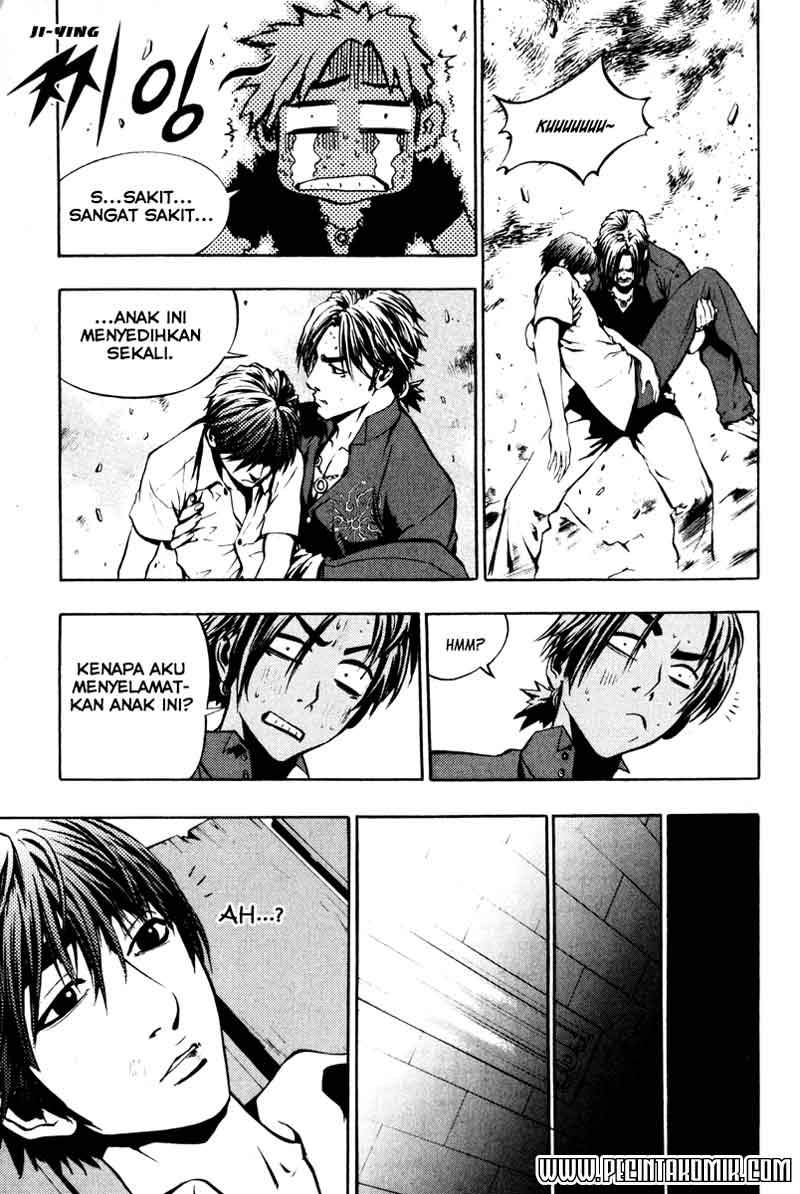 KUUUUUUU~
JI-YING
찌잉~
S...SAKIT...
SANGAT SAKIT...
...ANAK INI
MENYEDIHKAN
SEKALI.
HMM?
KENAPA AKU
MENYELAMAT-
KAN ANAK INI?
AH...?
WWW.PECINTAKOMIK.COM